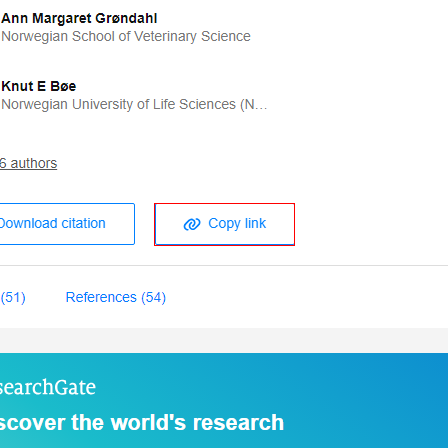 Ann Margaret Grøndahl
Norwegian School of Veterinary Science
Knut E Bøe
Norwegian University of Life Sciences (N…
6 authors
Download citation
Copy link
(51)
References (54)
searchGate
scover the world's research